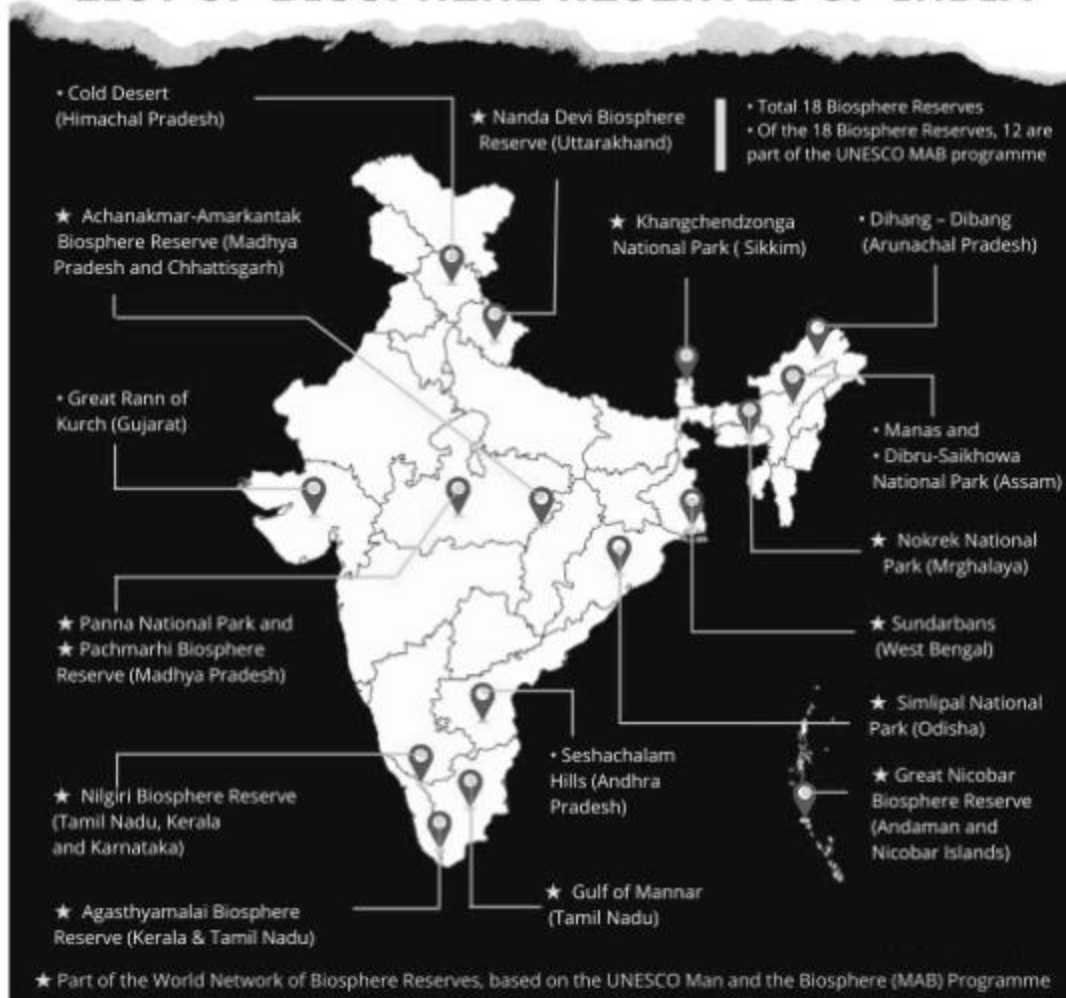 • Cold Desert
(Himachal Pradesh)
★ Nanda Devi Biosphere
Reserve (Uttarakhand)
• Total 18 Biosphere Reserves
• Of the 18 Biosphere Reserves, 12 are
part of the UNESCO MAB programme
★ Achanakmar-Amarkantak
Biosphere Reserve (Madhya
Pradesh and Chhattisgarh)
★ Khangchendzonga
National Park ( Sikkim)
• Dihang – Dibang
(Arunachal Pradesh)
• Great Rann of
Kurch (Gujarat)
• Manas and
• Dibru-Saikhowa
National Park (Assam)
★ Nokrek National
Park (Mrghalaya)
★ Panna National Park and
★ Pachmarhi Biosphere
Reserve (Madhya Pradesh)
★ Sundarbans
(West Bengal)
★ Simlipal National
Park (Odisha)
• Seshachalam
Hills (Andhra
Pradesh)
★ Great Nicobar
Biosphere Reserve
(Andaman and
Nicobar Islands)
★ Nilgiri Biosphere Reserve
(Tamil Nadu, Kerala
and Karnataka)
★ Agasthyamalai Biosphere
Reserve (Kerala & Tamil Nadu)
★ Gulf of Mannar
(Tamil Nadu)
★ Part of the World Network of Biosphere Reserves, based on the UNESCO Man and the Biosphere (MAB) Programme